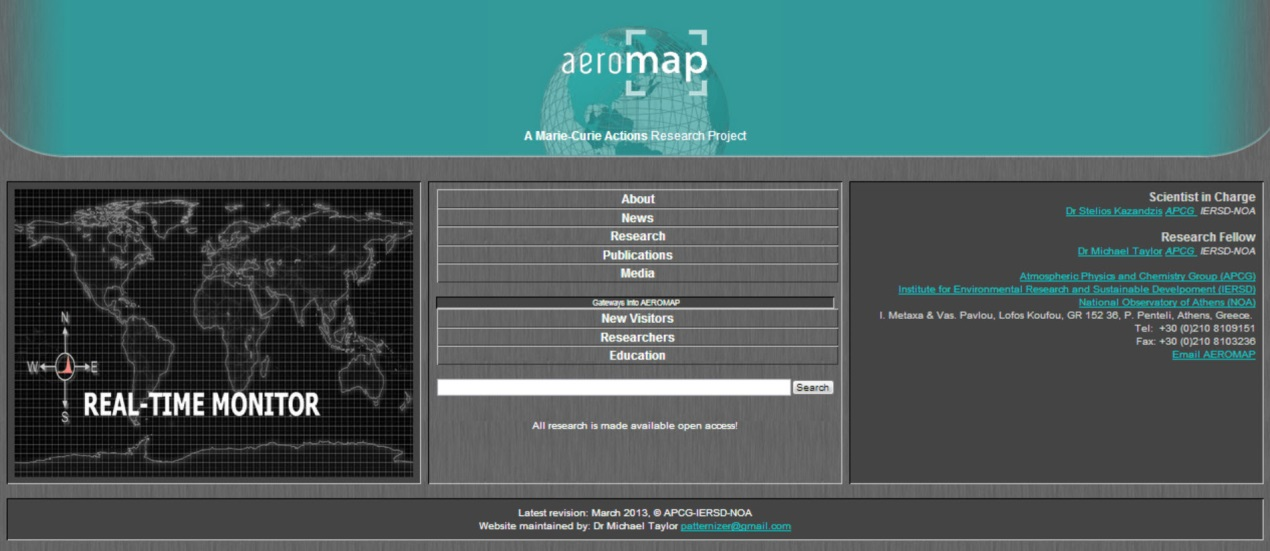 aeromap
A Marie-Curie Actions Research Project
N
W E
S
REAL-TIME MONITOR
About
News
Research
Publications
Media
Gateways into AEROMAP
New Visitors
Researchers
Education
Search
All research is made available open access!
Scientist in Charge
Dr Stelios Kazandzis APCG IERSD-NOA
Research Fellow
Dr Michael Taylor APCG IERSD-NOA
Atmospheric Physics and Chemistry Group (APCG)
Institute for Environmental Research and Sustainable Develpoment (IERSD)
National Observatory of Athens (NOA)
I. Metaxa & Vas. Pavlou, Lofos Koufou, GR 152 36, P. Penteli, Athens, Greece.
Tel: +30 (0)210 8109151
Fax: +30 (0)210 8103236
Email AEROMAP
Latest revision: March 2013, © APCG-IERSD-NOA
Website maintained by: Dr Michael Taylor patternizer@gmail.com